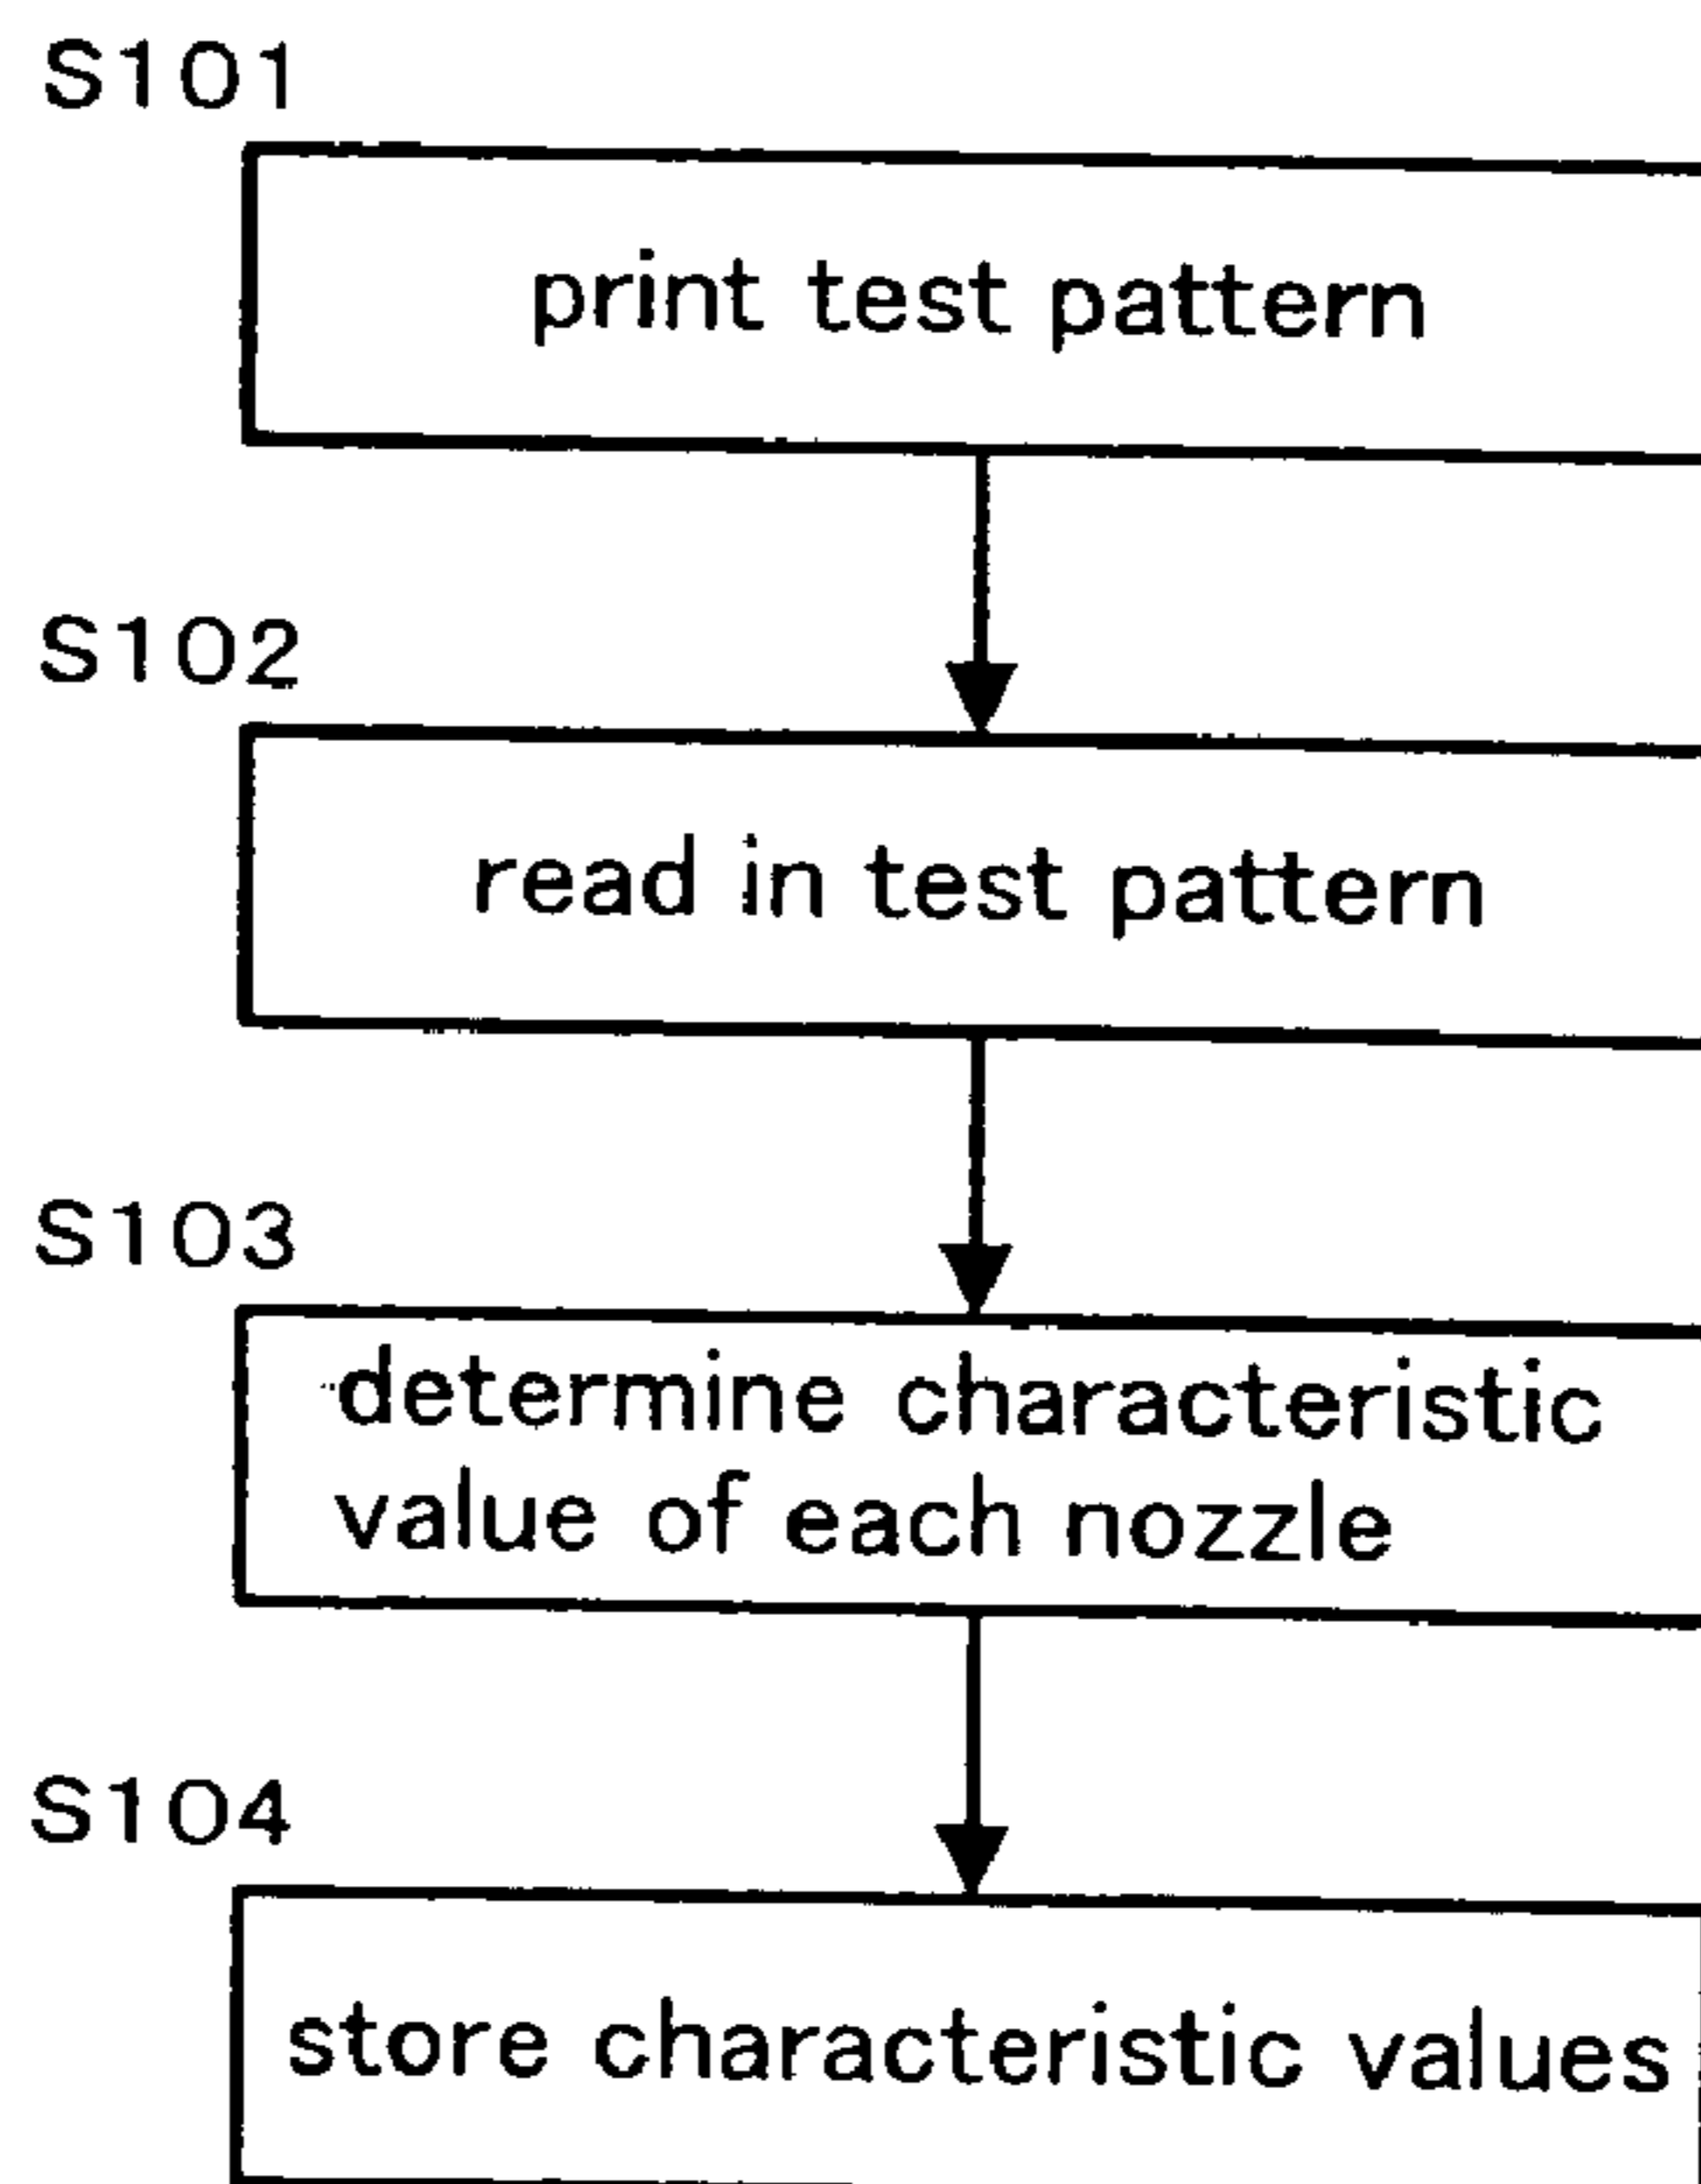 S101
print test pattern
S102
read in test pattern
S103
determine characteristic
value of each nozzle
S104
store characteristic values